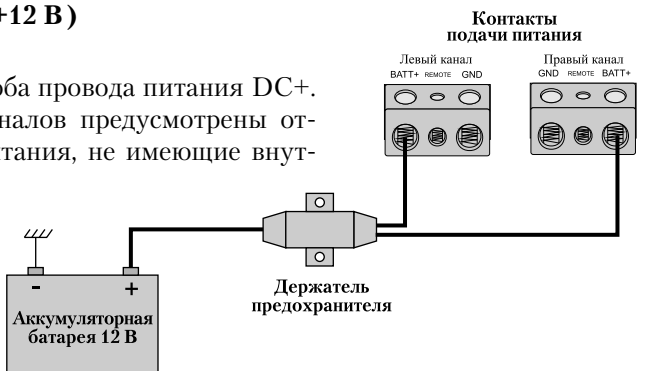 +12 В)
оба провода питания DC+.
налов предусмотрены от-
итания, не имеющие внут-
Контакты
подачи питания
Левый канал
Правый канал
BATT+ REMOTE GND
GND REMOTE BATT+
Держатель
предохранителя
- +
Аккумуляторная
батарея 12 В